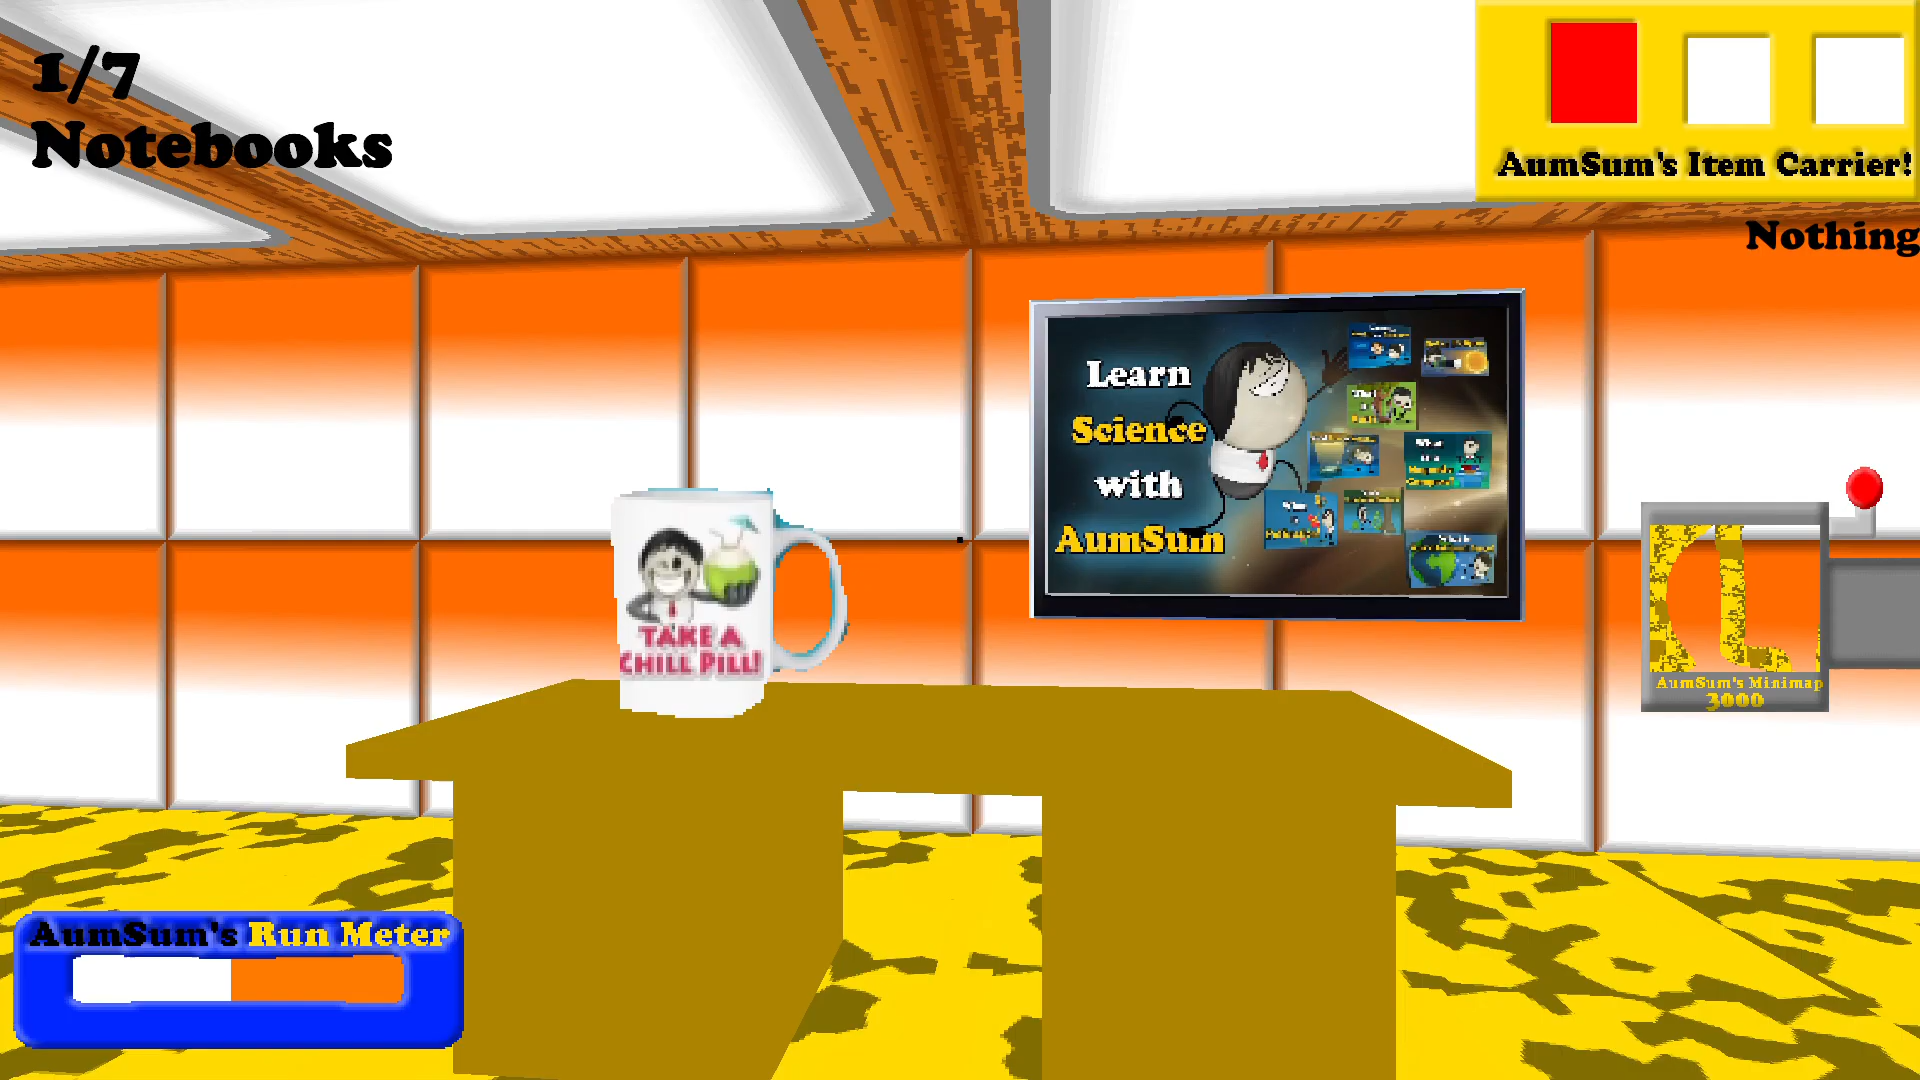 1/7
Notebooks
AumSum's Item Carrier!
Nothing
Learn
Science
with
AumSum
TAKE A
CHILL PILL!
AumSum's Minimap
3000
AumSum's Run Meter